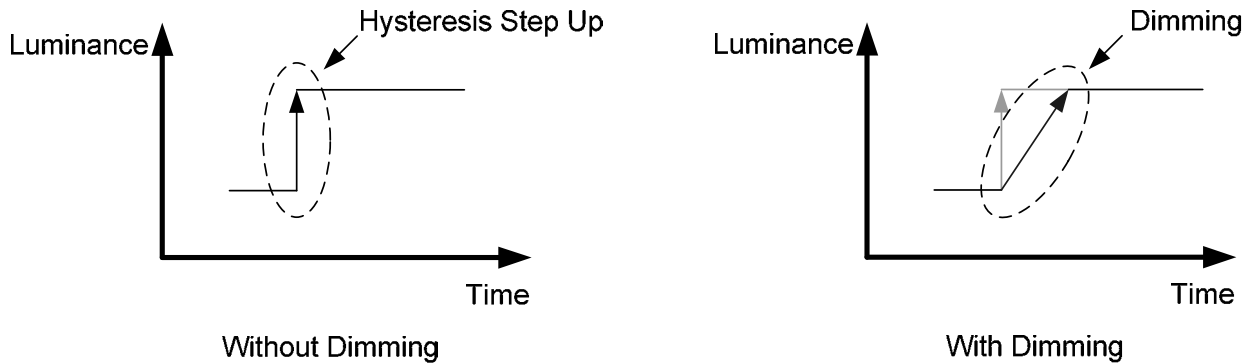 Hysteresis Step Up
Luminance
Time
Without Dimming
Dimming
Luminance
Time
With Dimming